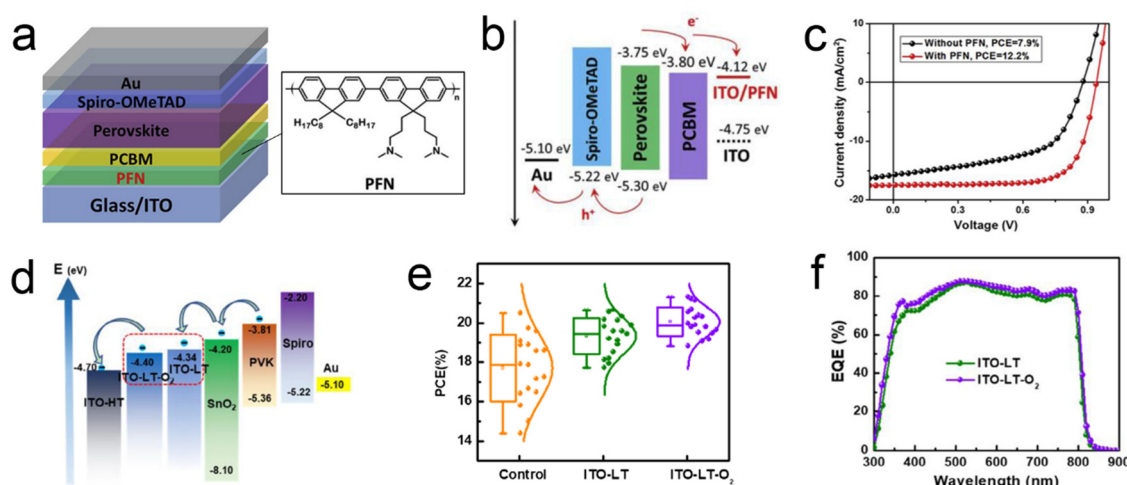 a
Au
Spiro-OMeTAD
Perovskite
PCBM
PFN
Glass/ITO
H17C8 C8H17
n
N N
PFN
b
e-
-3.75 eV
-3.80 eV
-4.12 eV
ITO/PFN
Spiro-OMeTAD
Perovskite
PCBM
-4.75 eV
ITO
-5.10 eV
Au
-5.22 eV
-5.30 eV
h+
c
Without PFN, PCE=7.9%
With PFN, PCE=12.2%
Current density (mA/cm²)
10
0
-10
-20
0.0 0.3 0.6 0.9
Voltage (V)
d
E (eV)
-2.20
-3.81
-4.20
-4.34
-4.40
-4.70
ITO-HT
ITO-LT-O₂
ITO-LT
SnO₂
PVK
Spiro
Au
-5.10
-5.22
-5.36
-8.10
e
PCE(%)
22
20
18
16
14
Control ITO-LT ITO-LT-O₂
f
EQE (%)
100
80
60
40
20
0
ITO-LT
ITO-LT-O₂
300 400 500 600 700 800 900
Wavelength (nm)